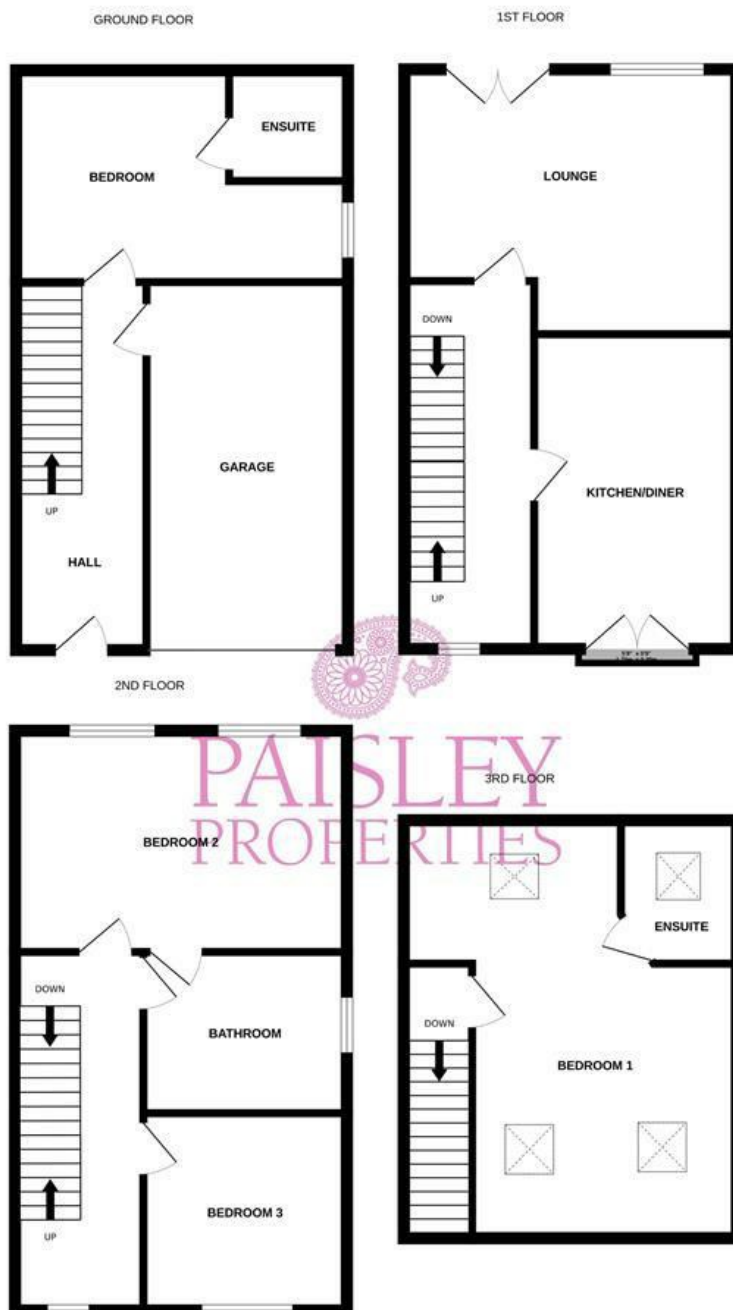 GROUND FLOOR
ENSUITE
BEDROOM
GARAGE
UP
HALL
1ST FLOOR
LOUNGE
DOWN
KITCHEN/DINER
UP
2ND FLOOR
BEDROOM 2
DOWN
BATHROOM
BEDROOM 3
UP
PAISLEY
PROPERTIES
3RD FLOOR
ENSUITE
DOWN
BEDROOM 1